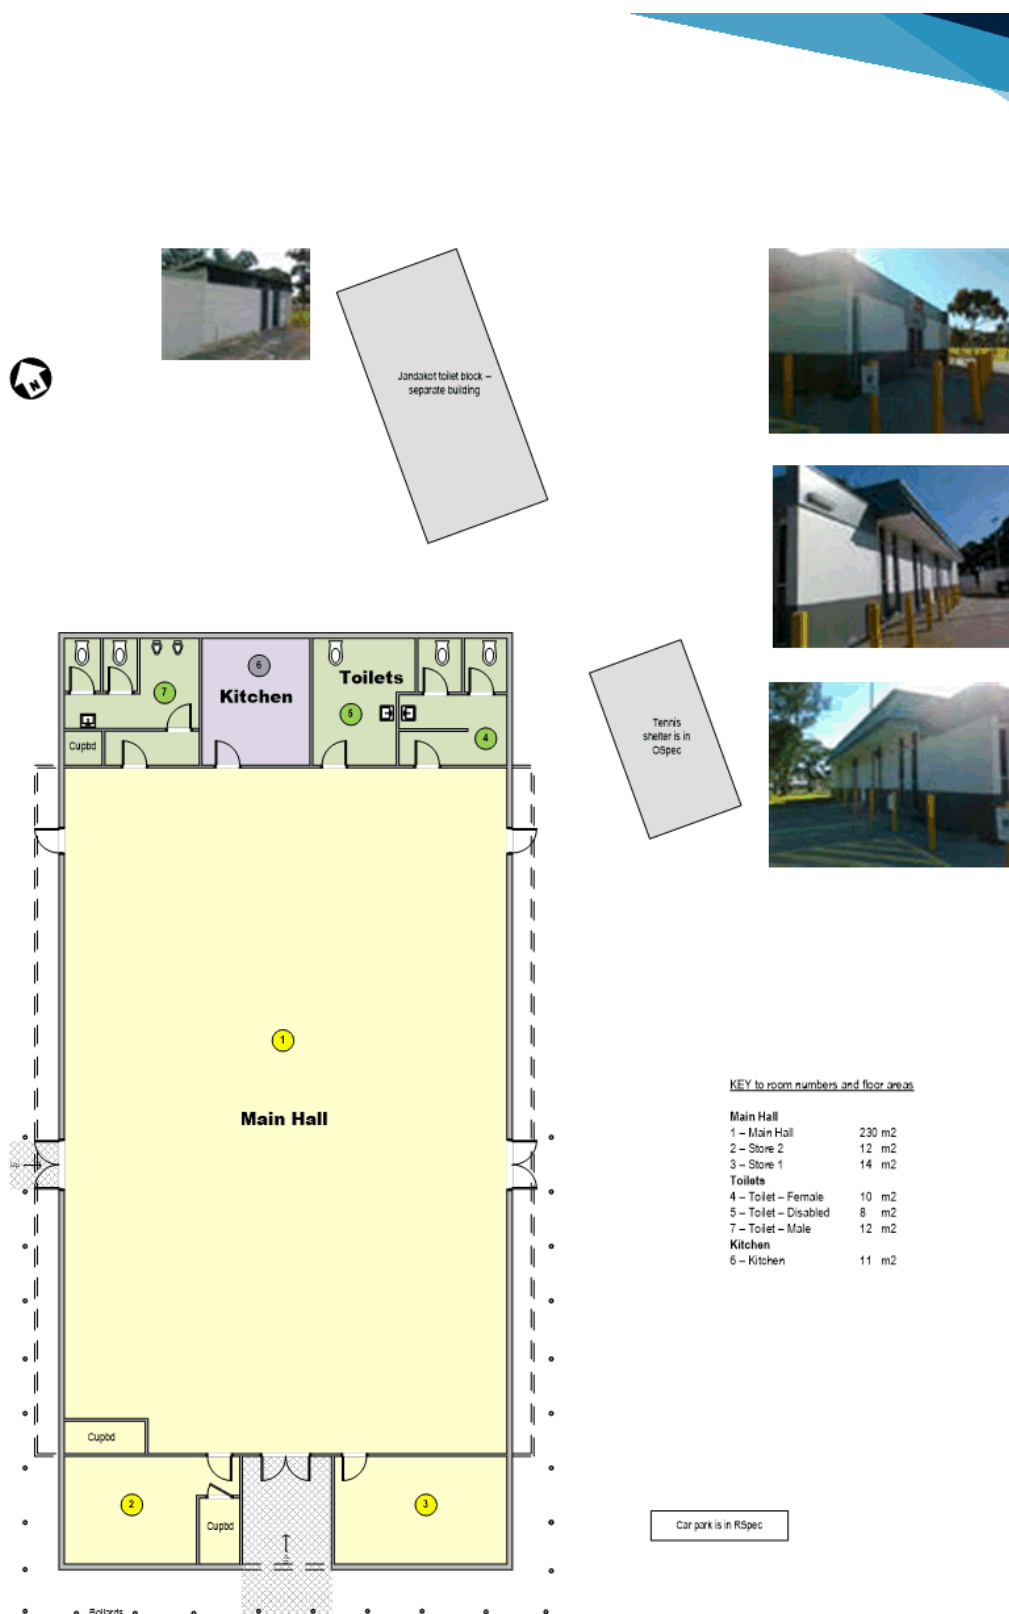 N
Jandakot toilet block –
separate building
6
Kitchen
Toilets
7
5
4
Cupbd
Tennis
shelter is in
OSpec
1
Main Hall
KEY to room numbers and floor areas
Main Hall
1 – Main Hall 230 m2
2 – Store 2 12 m2
3 – Store 1 14 m2
Toilets
4 – Toilet – Female 10 m2
5 – Toilet – Disabled 8 m2
7 – Toilet – Male 12 m2
Kitchen
6 – Kitchen 11 m2
Up
Cupbd
2
3
Cupbd
Car park is in RSpec
Bollards